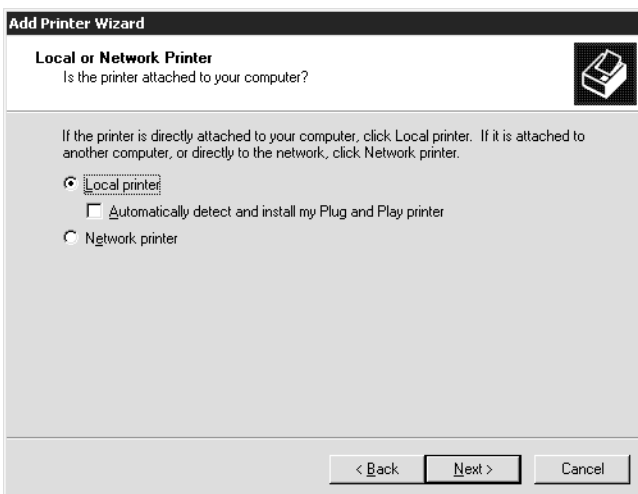 Add Printer Wizard
Local or Network Printer
Is the printer attached to your computer?
If the printer is directly attached to your computer, click Local printer. If it is attached to
another computer, or directly to the network, click Network printer.
Local printer
Automatically detect and install my Plug and Play printer
Network printer
< Back
Next >
Cancel